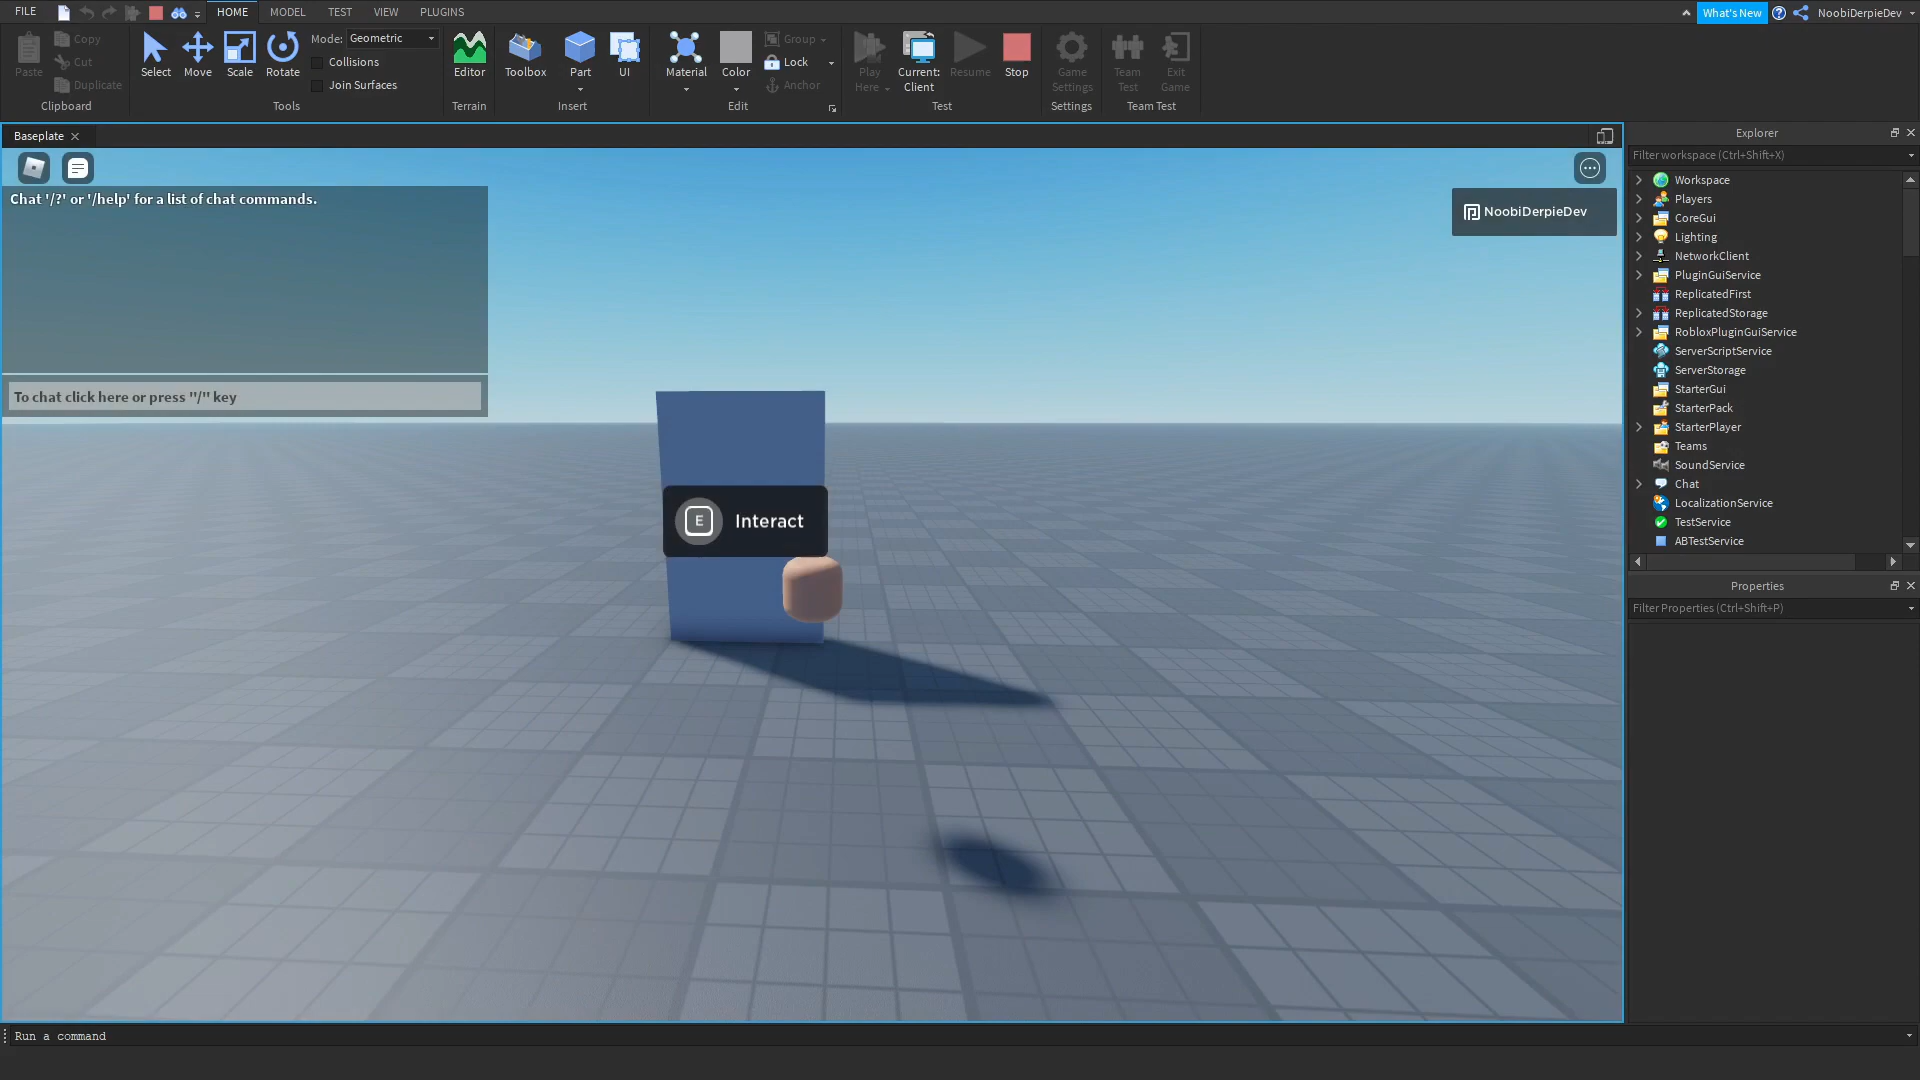 FILE HOME MODEL TEST VIEW PLUGINS What's New NoobiDerpieDev
Paste Copy Cut Duplicate
Clipboard
Select Move Scale Rotate Mode: Geometric Collisions Join Surfaces
Tools
Editor
Terrain
Toolbox Part UI
Insert
Material Color Group Lock Anchor
Edit
Play Here Current: Client Resume Stop
Test
Game Settings
Settings
Team Test Exit Game
Team Test
Baseplate
Chat '/?' or '/help' for a list of chat commands.
To chat click here or press "/" key
NoobiDerpieDev
E Interact
Explorer
Filter workspace (Ctrl+Shift+X)
Workspace
Players
CoreGui
Lighting
NetworkClient
PluginGuiService
ReplicatedFirst
ReplicatedStorage
RobloxPluginGuiService
ServerScriptService
ServerStorage
StarterGui
StarterPack
StarterPlayer
Teams
SoundService
Chat
LocalizationService
TestService
ABTestService
Properties
Filter Properties (Ctrl+Shift+P)
Run a command